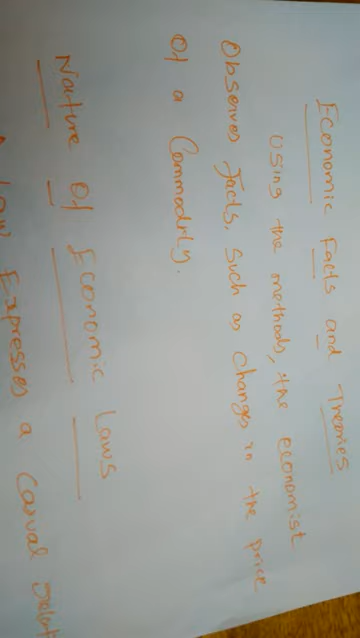 Economic Facts and Theories
Using the methods, the economist
Observes Facts, Such as changes in the price
Of a Commodity.
Nature Of Economic Laws
Law Expresses a Casual